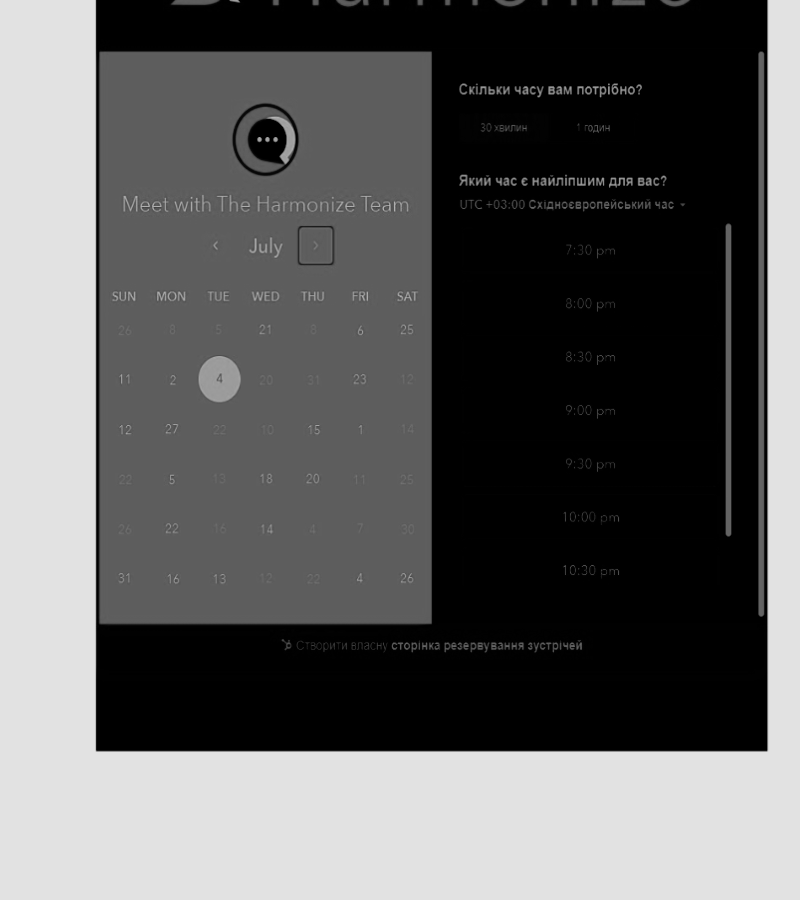 Harmonize
Meet with The Harmonize Team
July
SUN MON TUE WED THU FRI SAT
26 8 5 21 8 6 25
11 2 4 20 31 23 12
12 27 22 10 15 1 14
22 5 13 18 20 11 25
26 22 16 14 4 7 30
31 16 13 12 22 4 26
Скільки часу вам потрібно?
30 хвилин 1 годин
Який час є найліпшим для вас?
UTC +03:00 Східноєвропейський час
7:30 pm
8:00 pm
8:30 pm
9:00 pm
9:30 pm
10:00 pm
10:30 pm
Створити власну сторінка резервування зустрічей